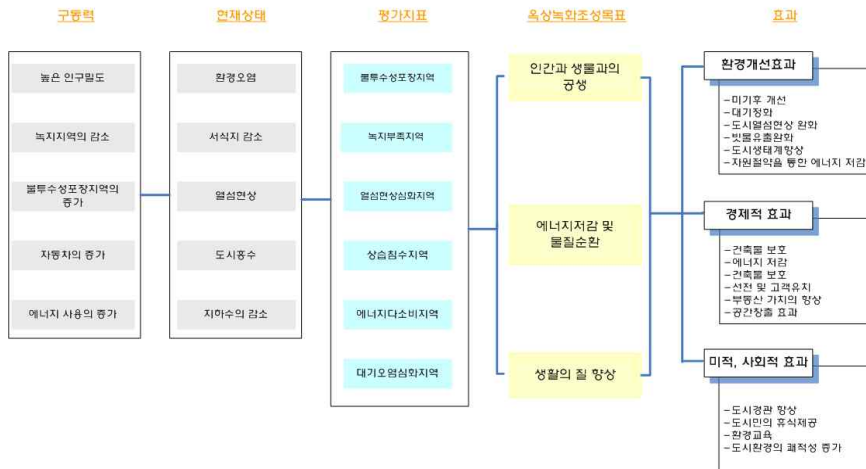 구동력
현재상태
평가지표
옥상녹화조성목표
효과
높은 인구밀도
녹지지역의 감소
불투수성포장지역의
증가
자동차의 증가
에너지 사용의 증가
환경오염
서식지 감소
열섬현상
도시홍수
지하수의 감소
불투수성포장지역
녹지부족지역
열섬현상심화지역
상습침수지역
에너지다소비지역
대기오염심화지역
인간과 생물과의
공생
에너지저감 및
물질순환
생활의 질 향상
환경개선효과
-미기후 개선
-대기정화
-도시열섬현상 완화
-빗물유출완화
-도시생태계향상
-자원절약을 통한 에너지 저감
경제적 효과
-건축물 보호
-에너지 저감
-건축물 보호
-선전 및 고객유치
-부동산 가치의 향상
-공간창출 효과
미적, 사회적 효과
-도시경관 향상
-도시민의 휴식제공
-환경교육
-도시환경의 쾌적성 증가